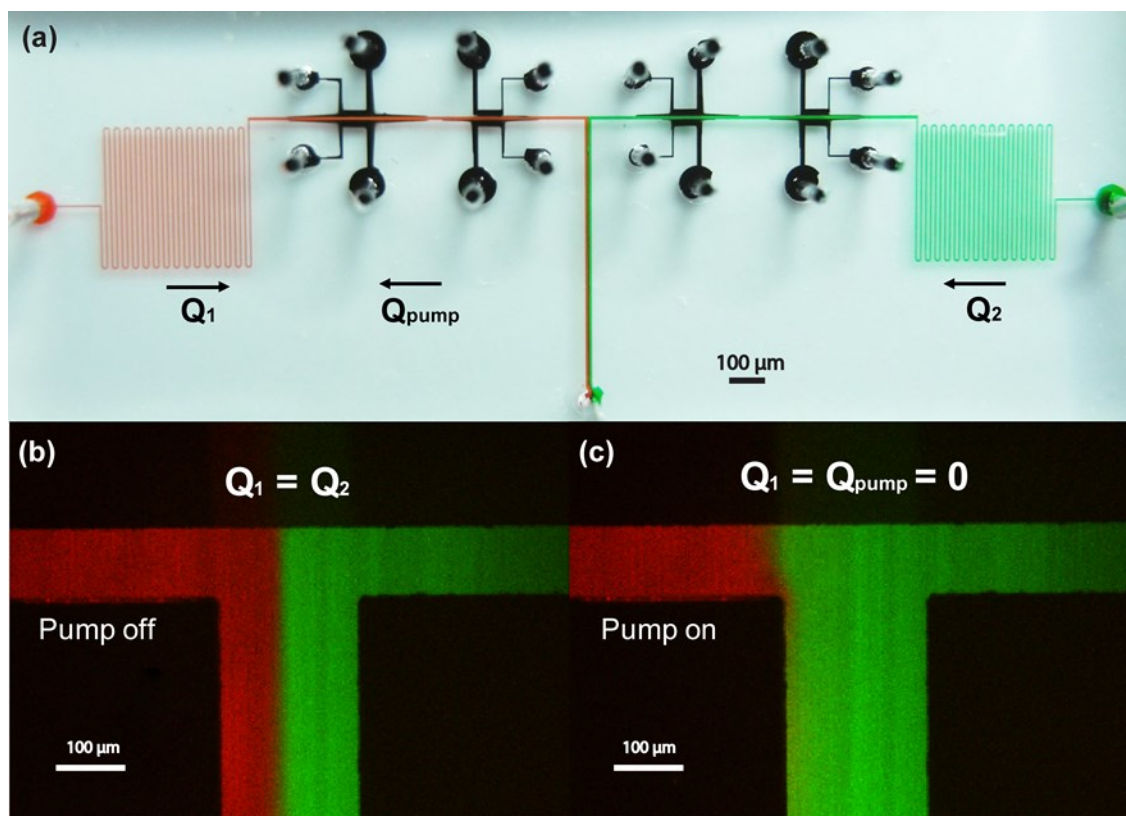 (a)
Q₁
Qpump
Q₂
100 μm
(b)
Q₁ = Q₂
Pump off
100 μm
(c)
Q₁ = Qpump = 0
Pump on
100 μm